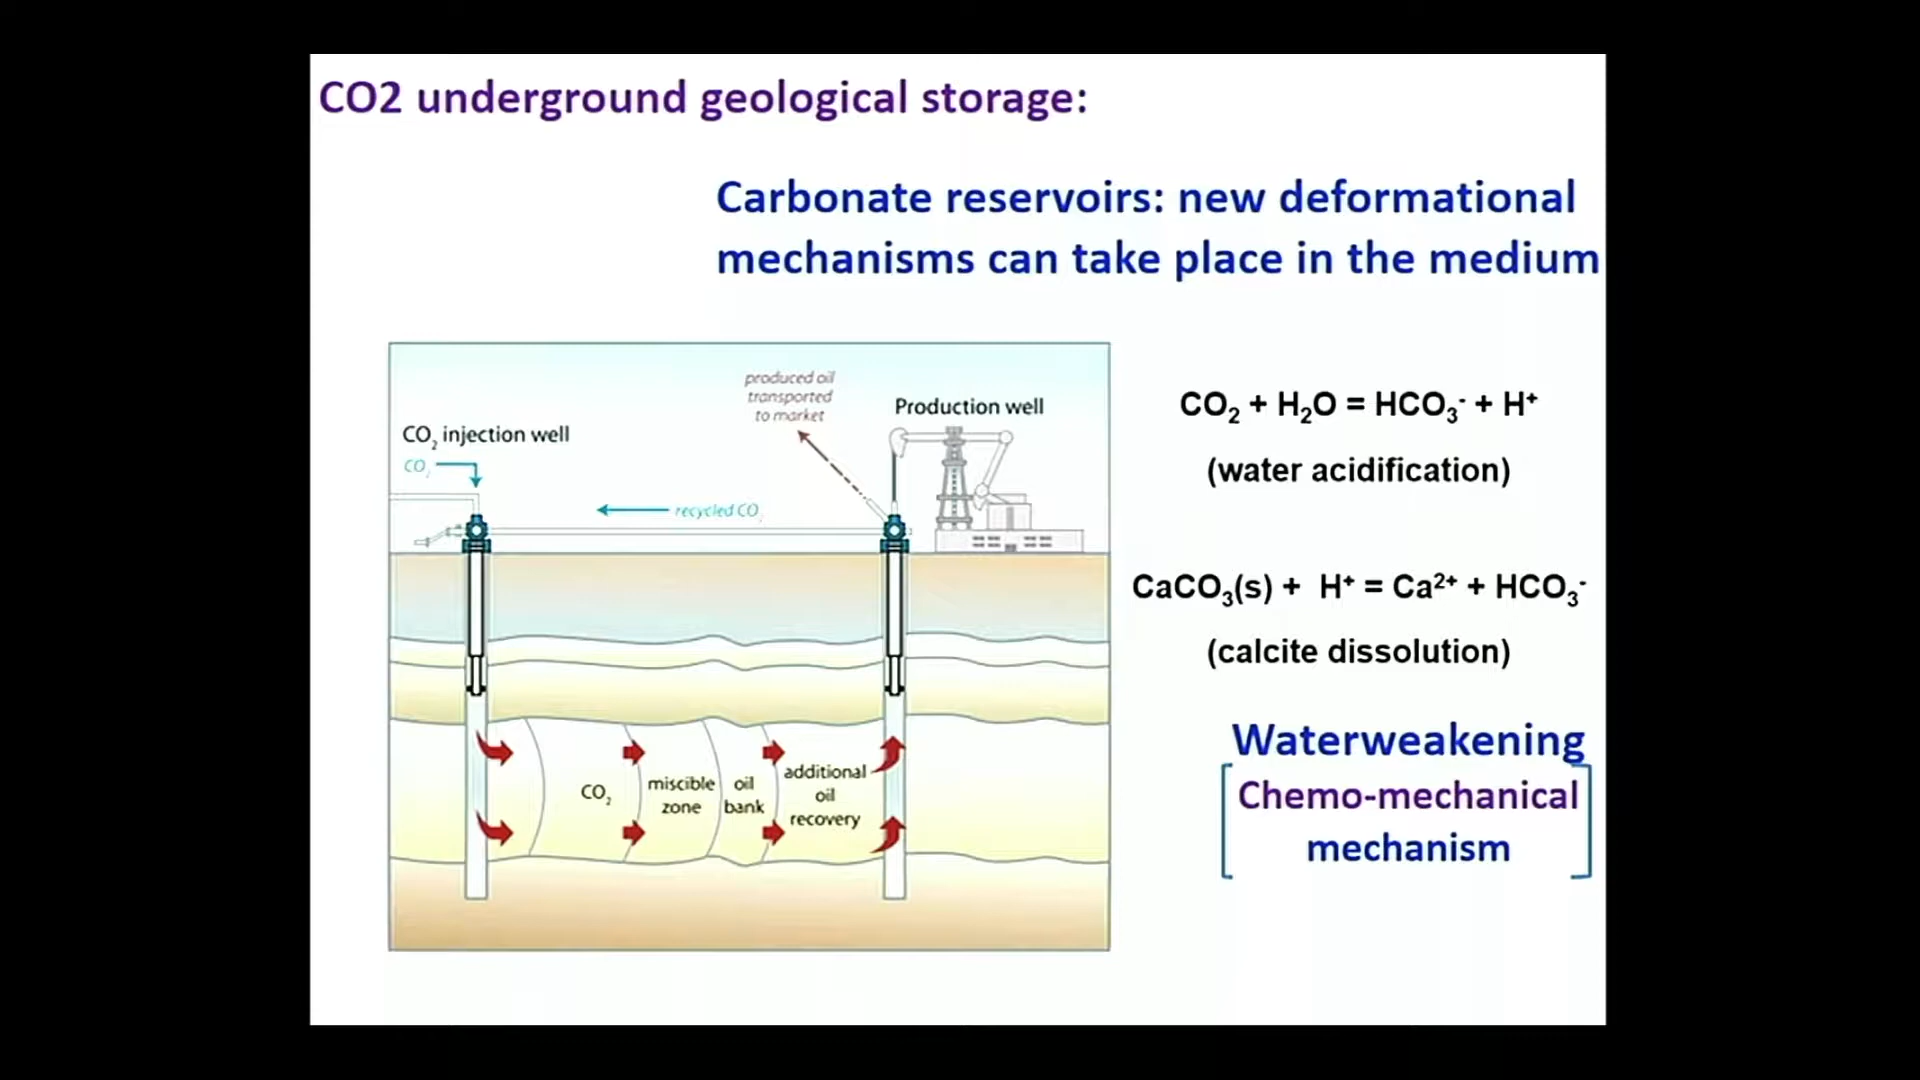 CO2 underground geological storage:
Carbonate reservoirs: new deformational
mechanisms can take place in the medium
produced oil
transported
to market
Production well
CO₂ injection well
CO₂
recycled CO₂
CO₂
miscible
zone
oil
bank
additional
oil
recovery
CO₂ + H₂O = HCO₃⁻ + H⁺
(water acidification)
CaCO₃(s) + H⁺ = Ca²⁺ + HCO₃⁻
(calcite dissolution)
Waterweakening
Chemo-mechanical
mechanism